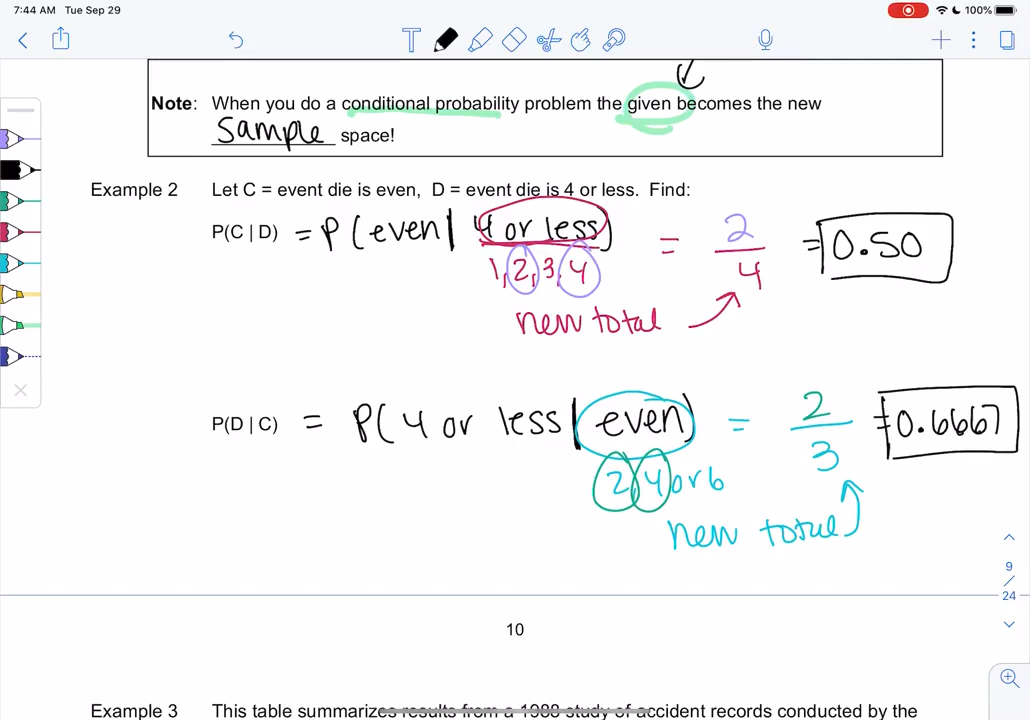 7:44 AM Tue Sep 29
100%
Note: When you do a conditional probability problem the given becomes the new
sample space!
Example 2 Let C = event die is even, D = event die is 4 or less. Find:
P(C | D) = P(even | 4 or less) = 2/4 = 0.50
1, 2, 3, 4
new total
P(D | C) = P(4 or less | even) = 2/3 = 0.6667
2, 4 or 6
new total
9
/
24
10
Example 3 This table summarizes results from a 1988 study of accident records conducted by the